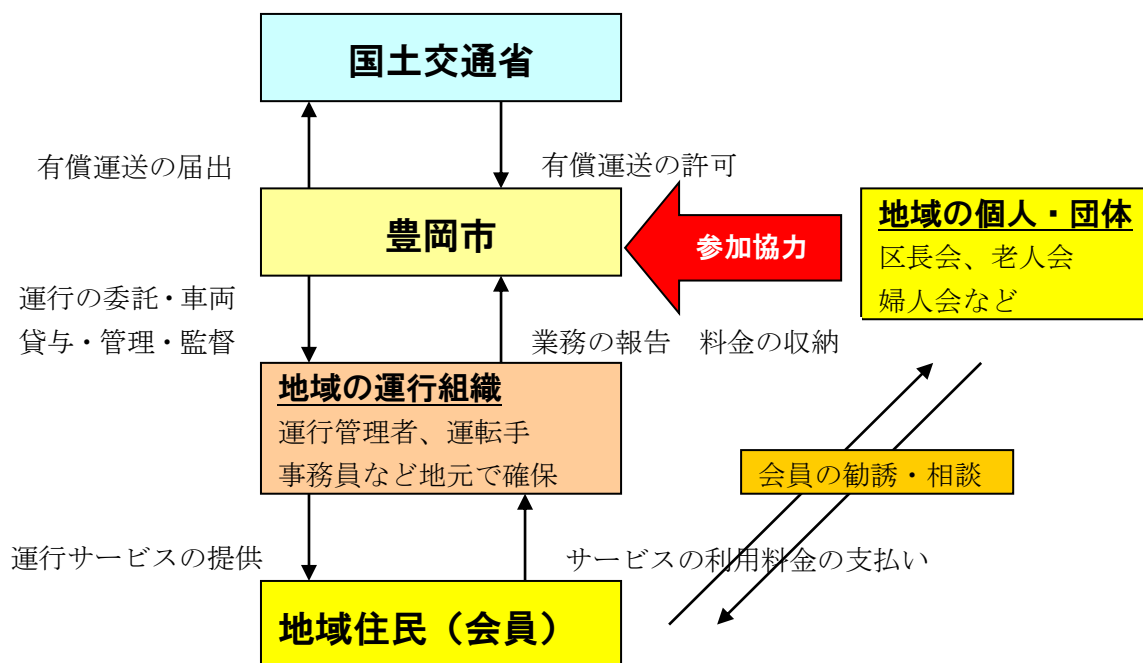 国土交通省
有償運送の届出
有償運送の許可
豊岡市
参加協力
地域の個人・団体
区長会、老人会
婦人会など
運行の委託・車両
貸与・管理・監督
業務の報告　料金の収納
地域の運行組織
運行管理者、運転手
事務員など地元で確保
会員の勧誘・相談
運行サービスの提供
サービスの利用料金の支払い
地域住民（会員）